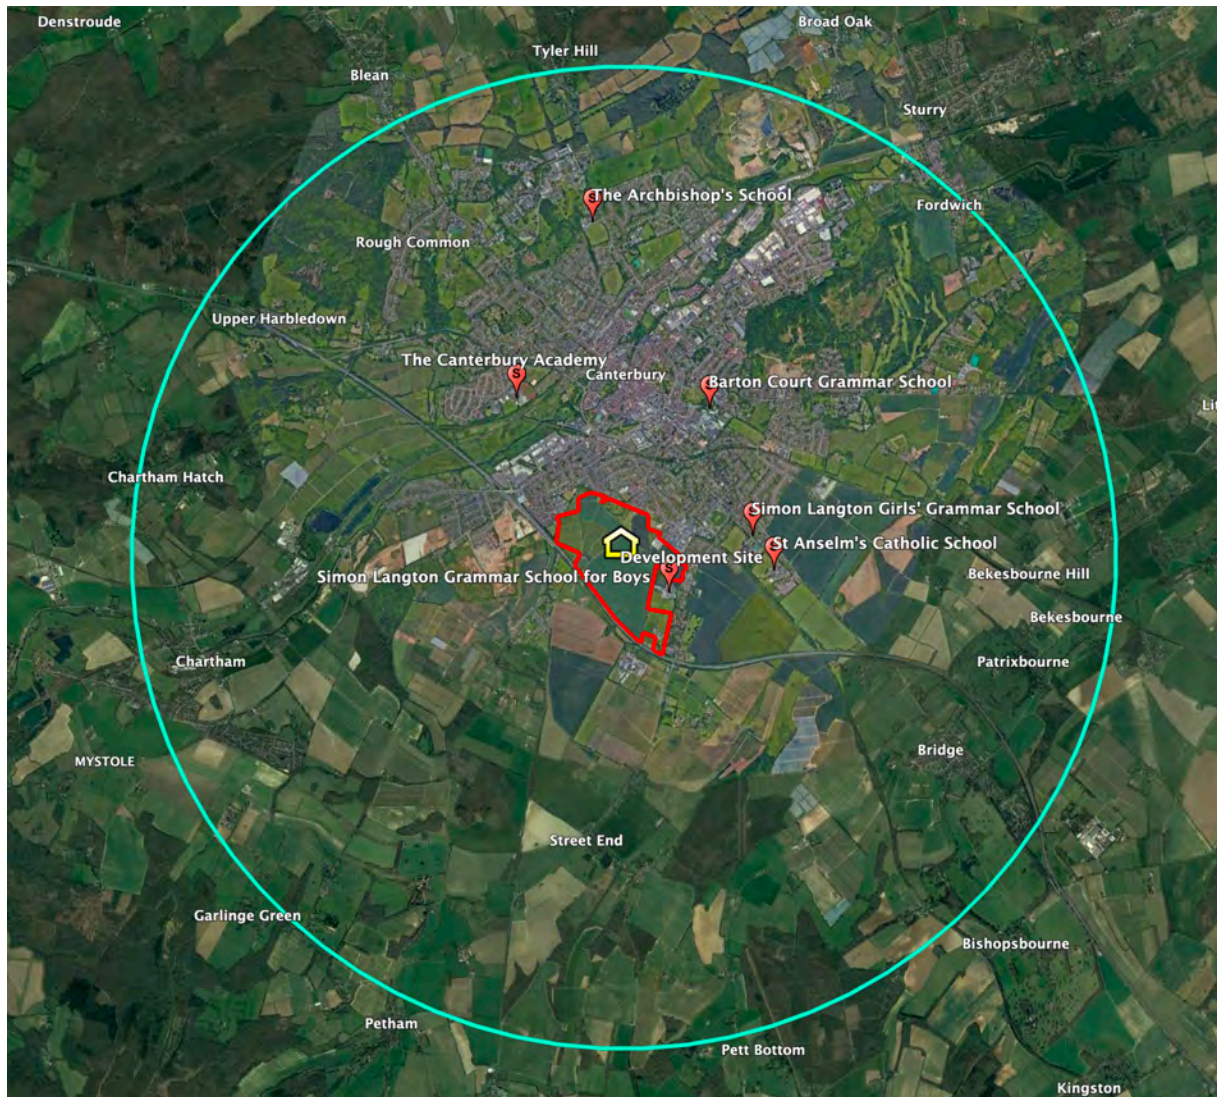 Denstroude
Broad Oak
Tyler Hill
Blean
Sturry
S
The Archbishop's School
Fordwich
Rough Common
Upper Harbledown
The Canterbury Academy
S
Canterbury
Barton Court Grammar School
Chartham Hatch
Simon Langton Girls' Grammar School
St Anselm's Catholic School
Development Site
Simon Langton Grammar School for Boys
S
Bekesbourne Hill
Bekesbourne
Chartham
Patrixbourne
Bridge
MYSTOLE
Street End
Garlinge Green
Bishopsbourne
Petham
Pett Bottom
Kingston